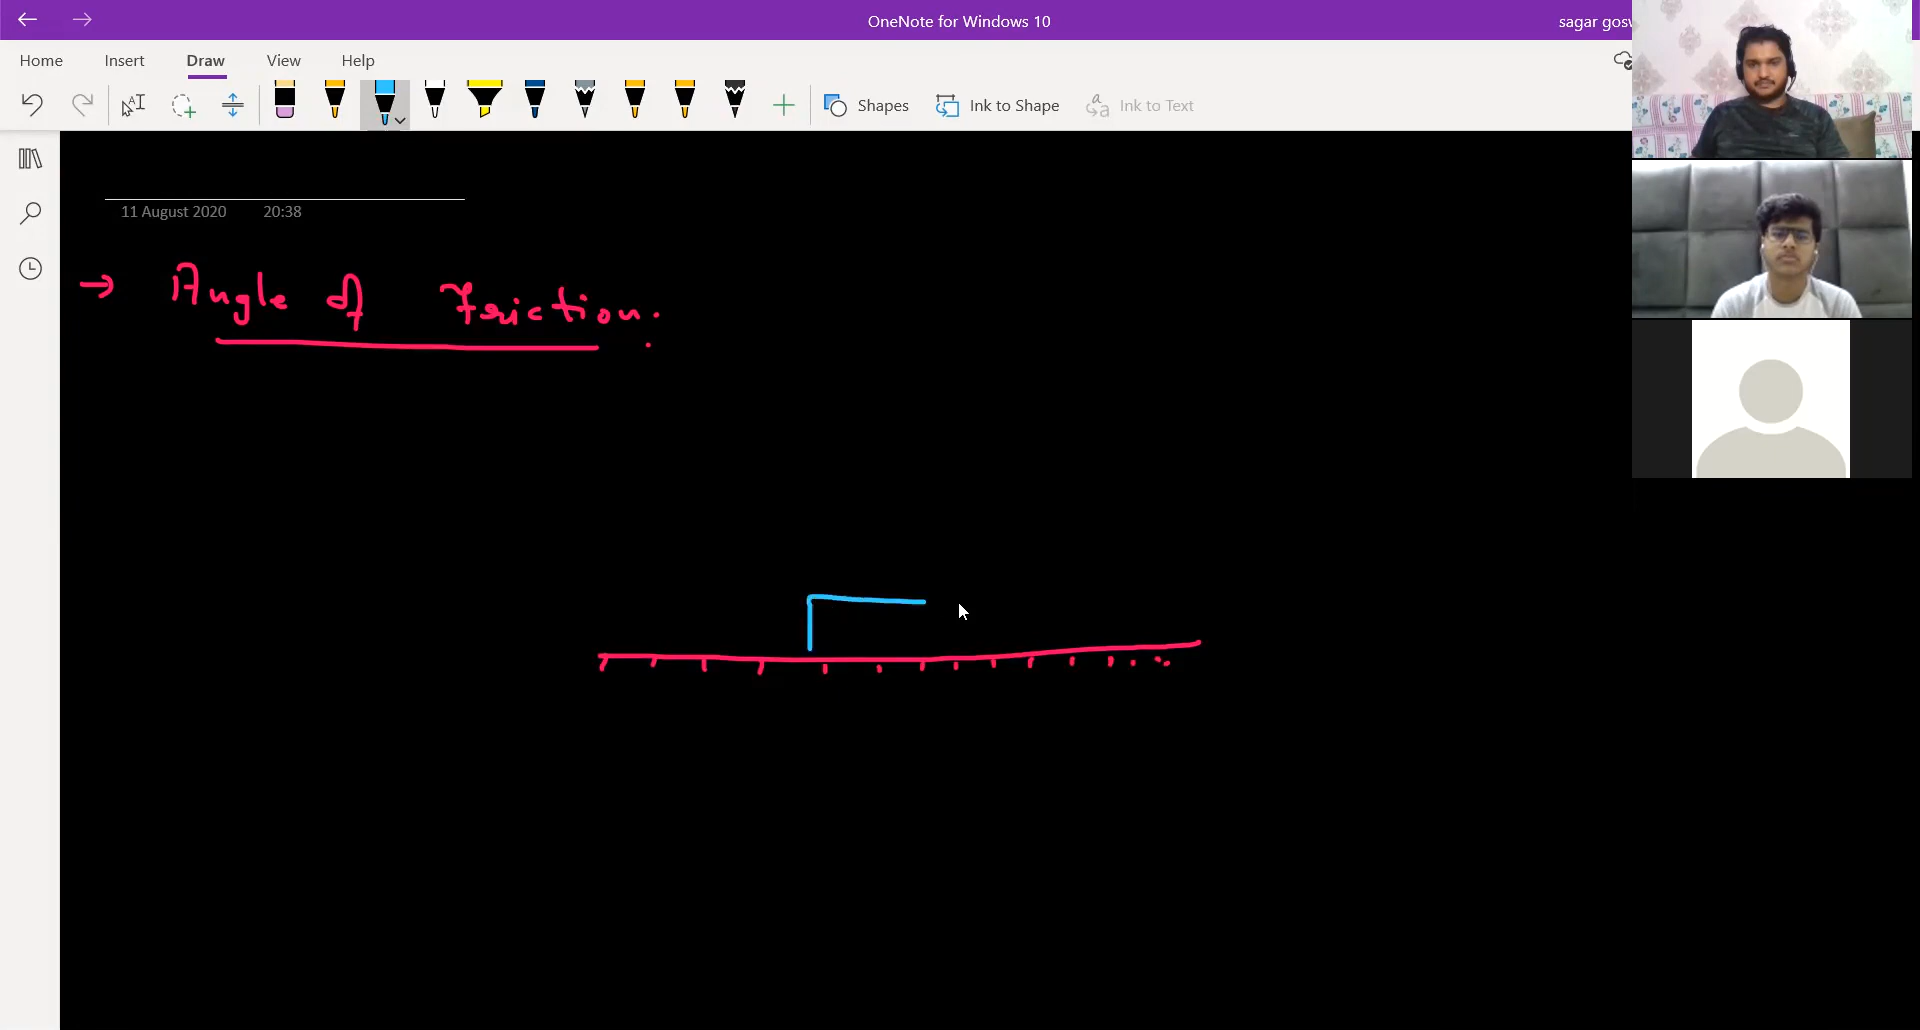 OneNote for Windows 10
sagar gosw
Home Insert Draw View Help
Shapes Ink to Shape Ink to Text
11 August 2020 20:38
→ Angle of Friction.